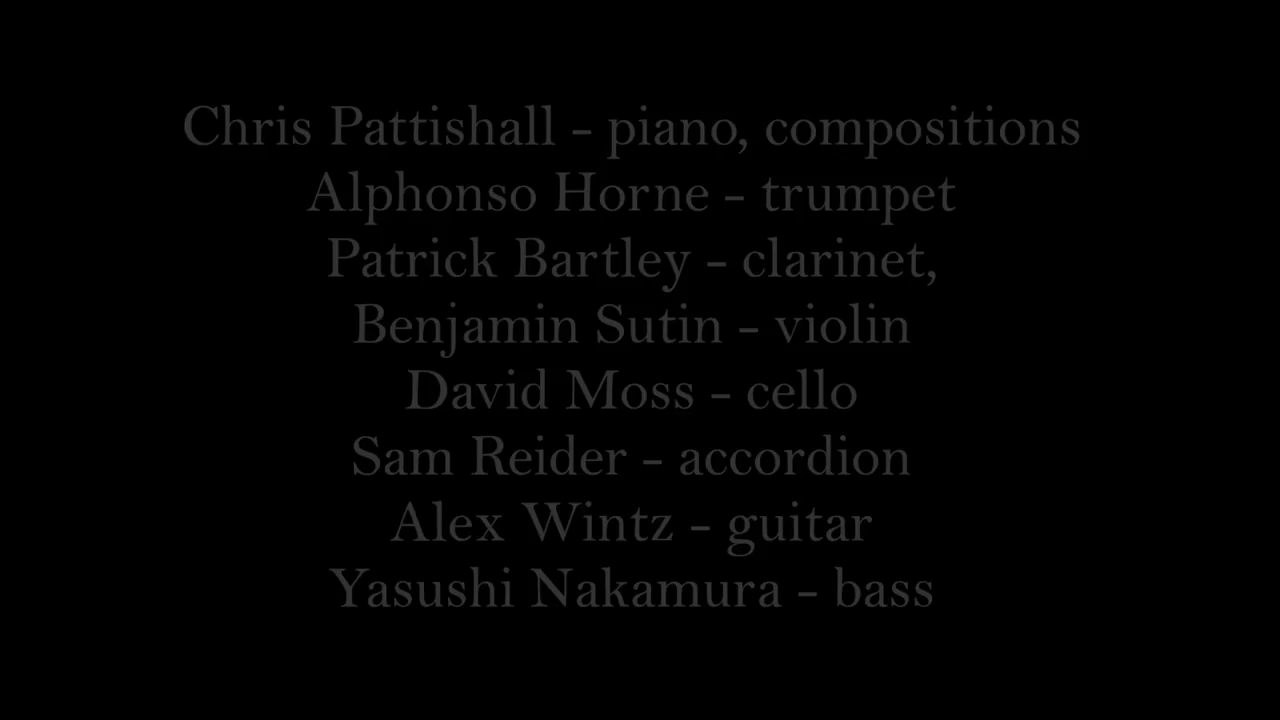 Chris Pattishall - piano, compositions
Alphonso Horne - trumpet
Patrick Bartley - clarinet,
Benjamin Sutin - violin
David Moss - cello
Sam Reider - accordion
Alex Wintz - guitar
Yasushi Nakamura - bass